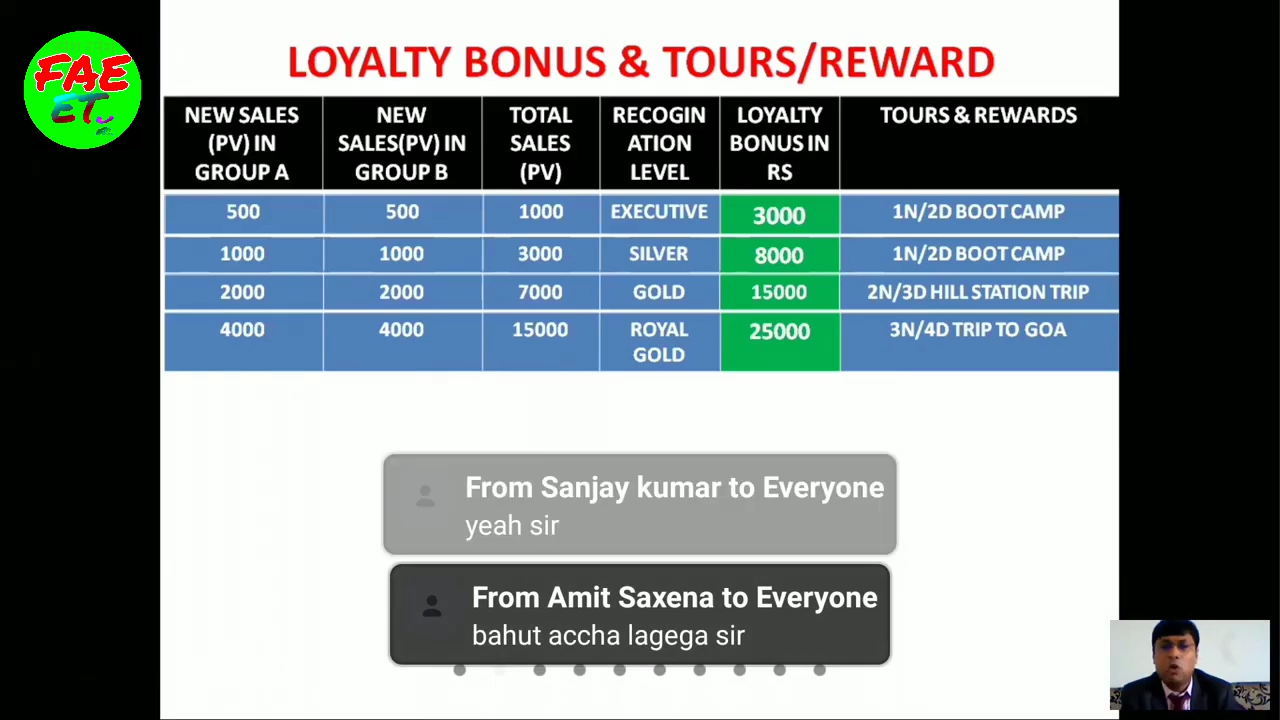 FAE
ET
LOYALTY BONUS & TOURS/REWARD
NEW SALES (PV) IN GROUP A
NEW SALES(PV) IN GROUP B
TOTAL SALES (PV)
RECOGIN ATION LEVEL
LOYALTY BONUS IN RS
TOURS & REWARDS
500 500 1000 EXECUTIVE 3000 1N/2D BOOT CAMP
1000 1000 3000 SILVER 8000 1N/2D BOOT CAMP
2000 2000 7000 GOLD 15000 2N/3D HILL STATION TRIP
4000 4000 15000 ROYAL GOLD 25000 3N/4D TRIP TO GOA
From Sanjay kumar to Everyone
yeah sir
From Amit Saxena to Everyone
bahut accha lagega sir